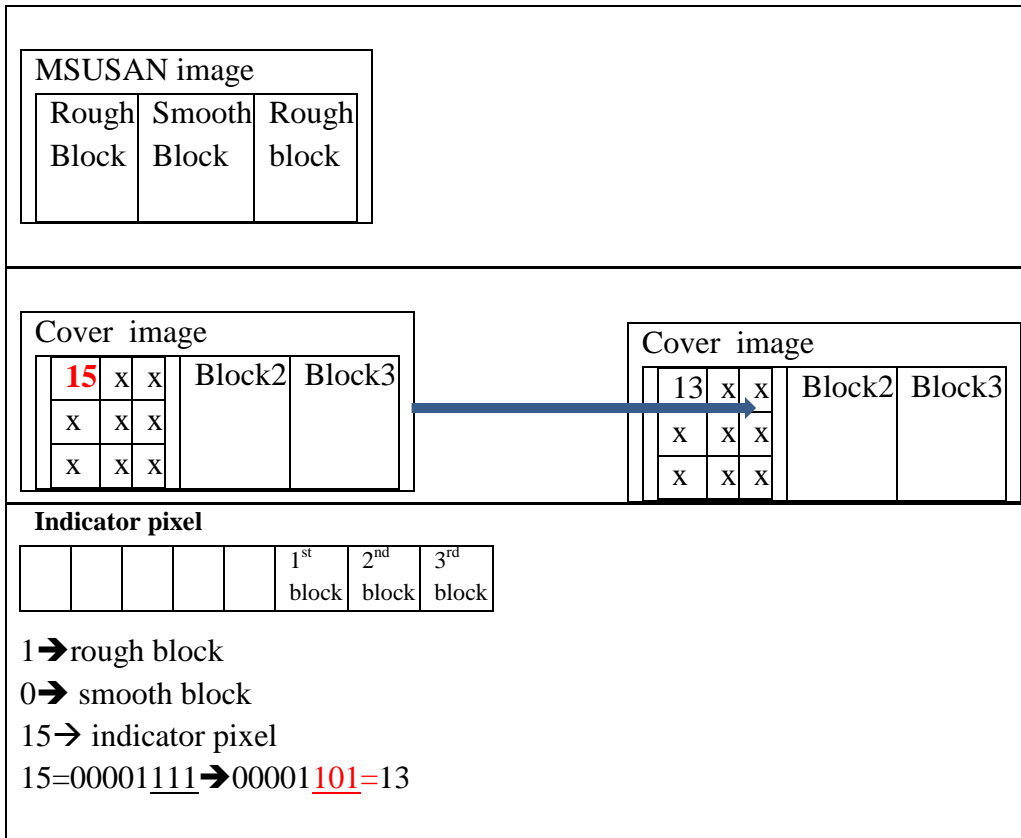 MSUSAN image
Rough Smooth Rough
Block Block block
Cover image
15 x x Block2 Block3
x x x
x x x
Cover image
13 x x Block2 Block3
x x x
x x x
Indicator pixel
1st 2nd 3rd
block block block
1➔rough block
0➔ smooth block
15→ indicator pixel
15=00001111➔00001101=13